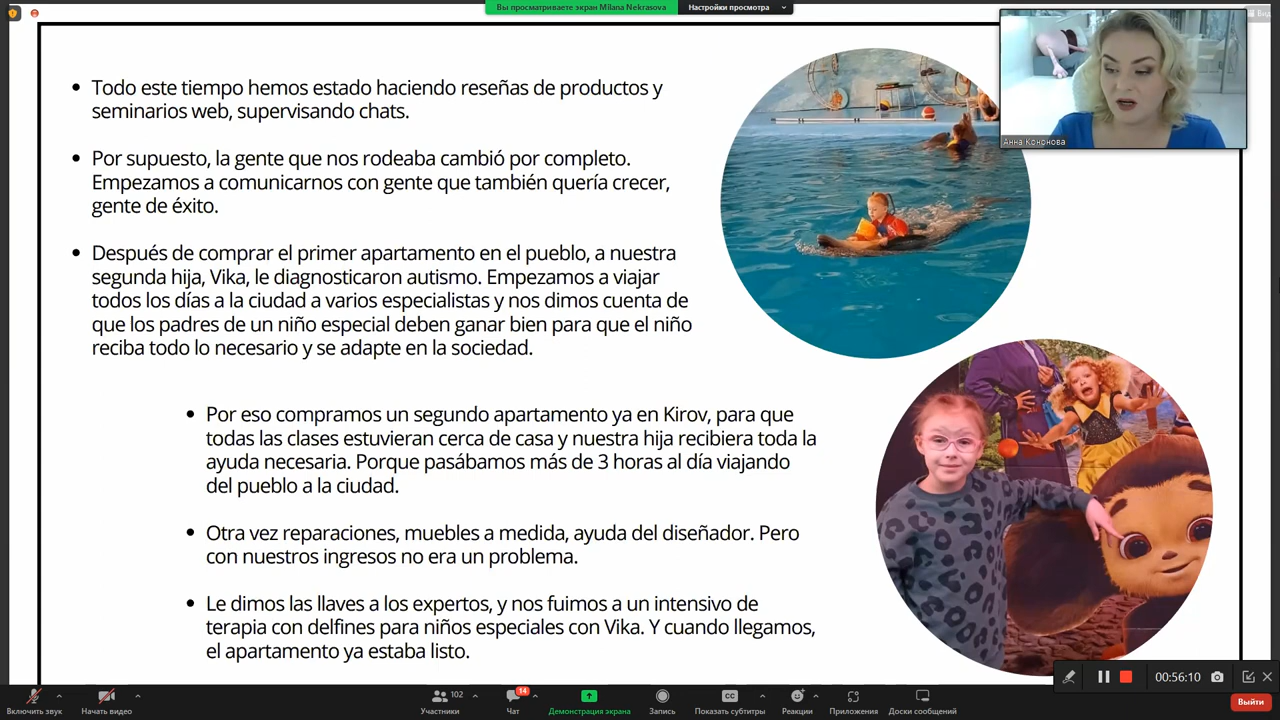 Вы просматриваете экран Milana Nekrasova
Настройки просмотра
Todo este tiempo hemos estado haciendo reseñas de productos y
seminarios web, supervisando chats.
Por supuesto, la gente que nos rodeaba cambió por completo.
Empezamos a comunicarnos con gente que también quería crecer,
gente de éxito.
Después de comprar el primer apartamento en el pueblo, a nuestra
segunda hija, Vika, le diagnosticaron autismo. Empezamos a viajar
todos los días a la ciudad a varios especialistas y nos dimos cuenta de
que los padres de un niño especial deben ganar bien para que el niño
reciba todo lo necesario y se adapte en la sociedad.
Por eso compramos un segundo apartamento ya en Kirov, para que
todas las clases estuvieran cerca de casa y nuestra hija recibiera toda la
ayuda necesaria. Porque pasábamos más de 3 horas al día viajando
del pueblo a la ciudad.
Otra vez reparaciones, muebles a medida, ayuda del diseñador. Pero
con nuestros ingresos no era un problema.
Le dimos las llaves a los expertos, y nos fuimos a un intensivo de
terapia con delfines para niños especiales con Vika. Y cuando llegamos,
el apartamento ya estaba listo.
Анна Кононова
00:56:10
Включить звук
Начать видео
102
Участники
14
Чат
Демонстрация экрана
Запись
CC
Показать субтитры
Реакции
Приложения
Доски сообщений
Выйти